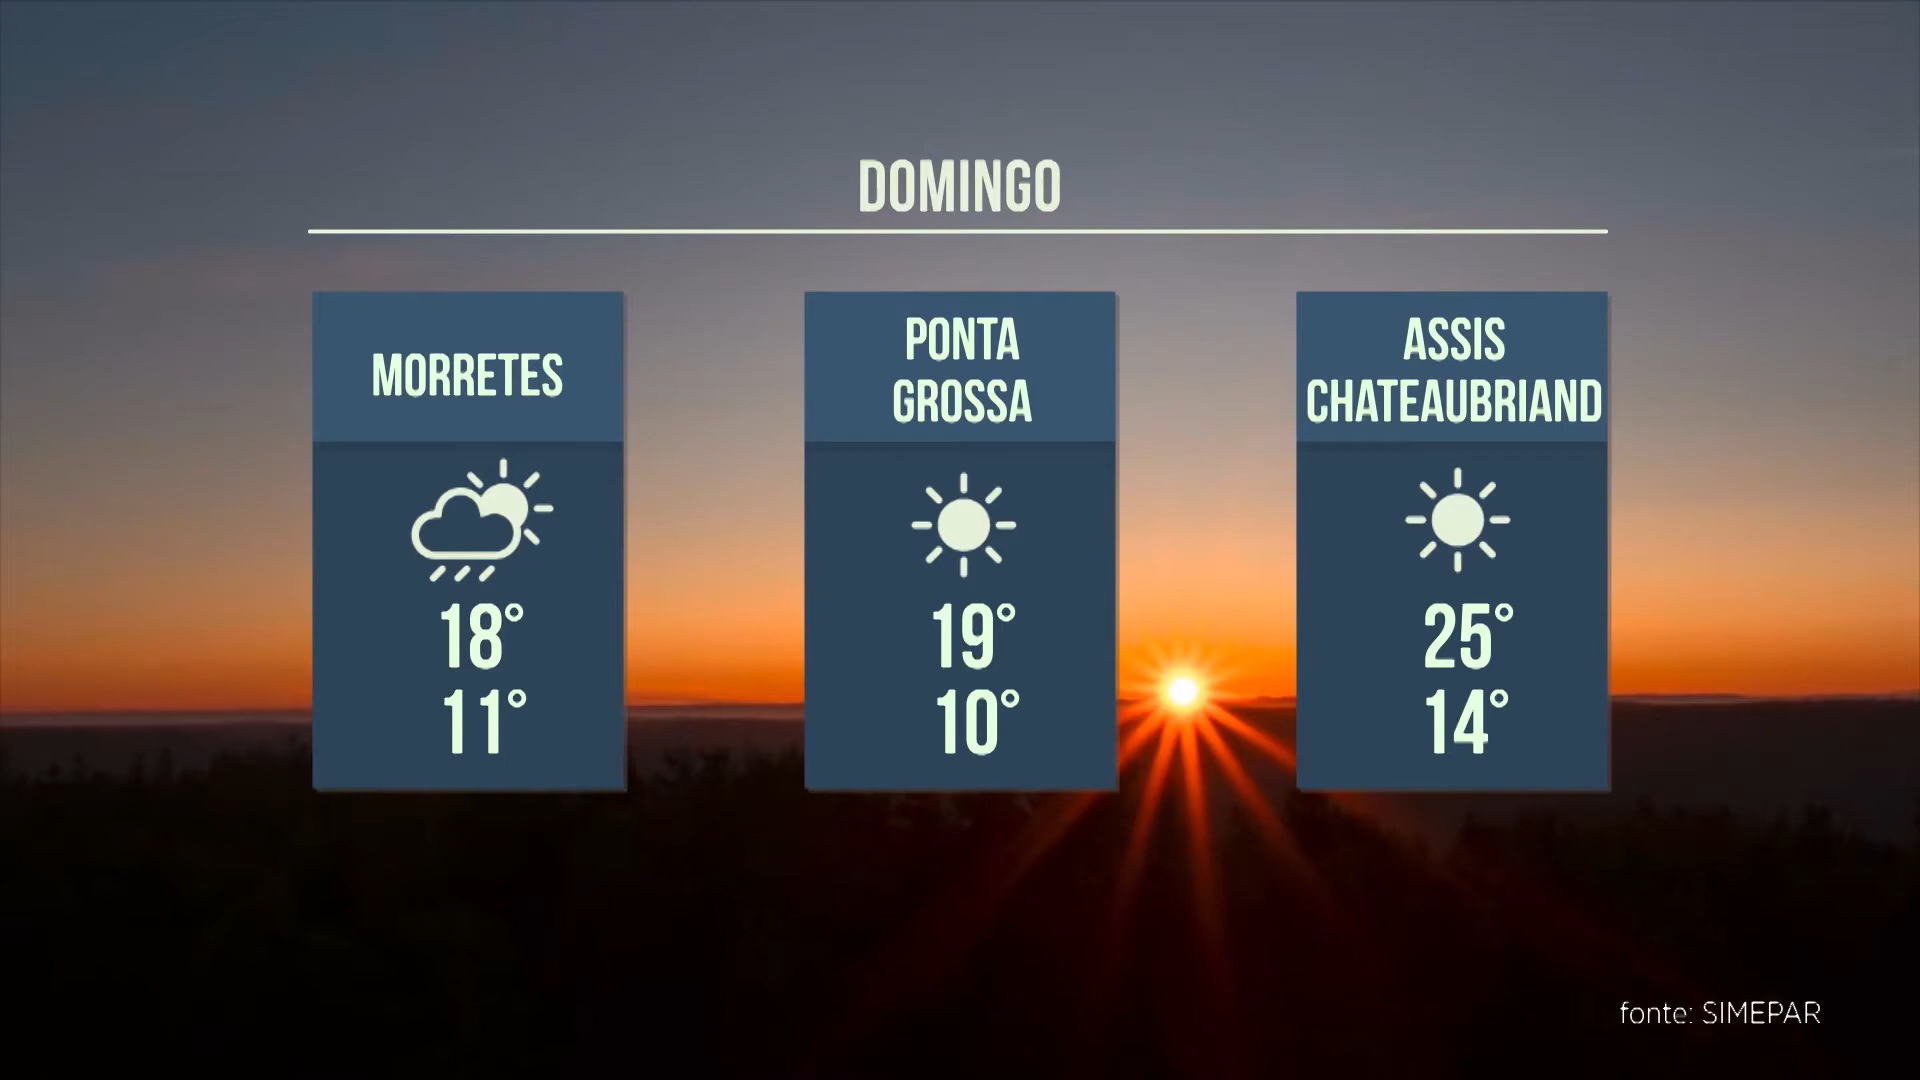 DOMINGO
MORRETES
18°
11°
PONTA
GROSSA
19°
10°
ASSIS
CHATEAUBRIAND
25°
14°
fonte: SIMEPAR